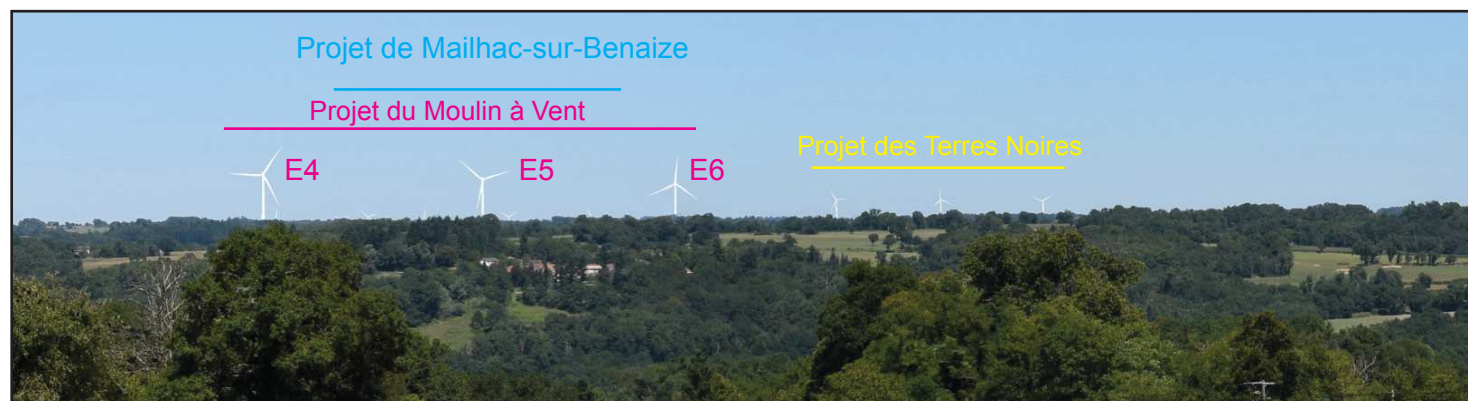 Projet de Mailhac-sur-Benaize
Projet du Moulin à Vent
Projet des Terres Noires
E4 E5 E6